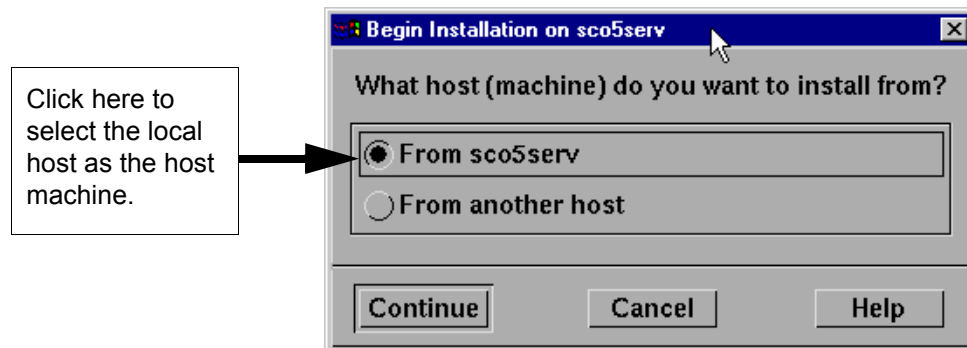 Begin Installation on sco5serv
What host (machine) do you want to install from?
Click here to
select the local
host as the host
machine.
From sco5serv
From another host
Continue
Cancel
Help